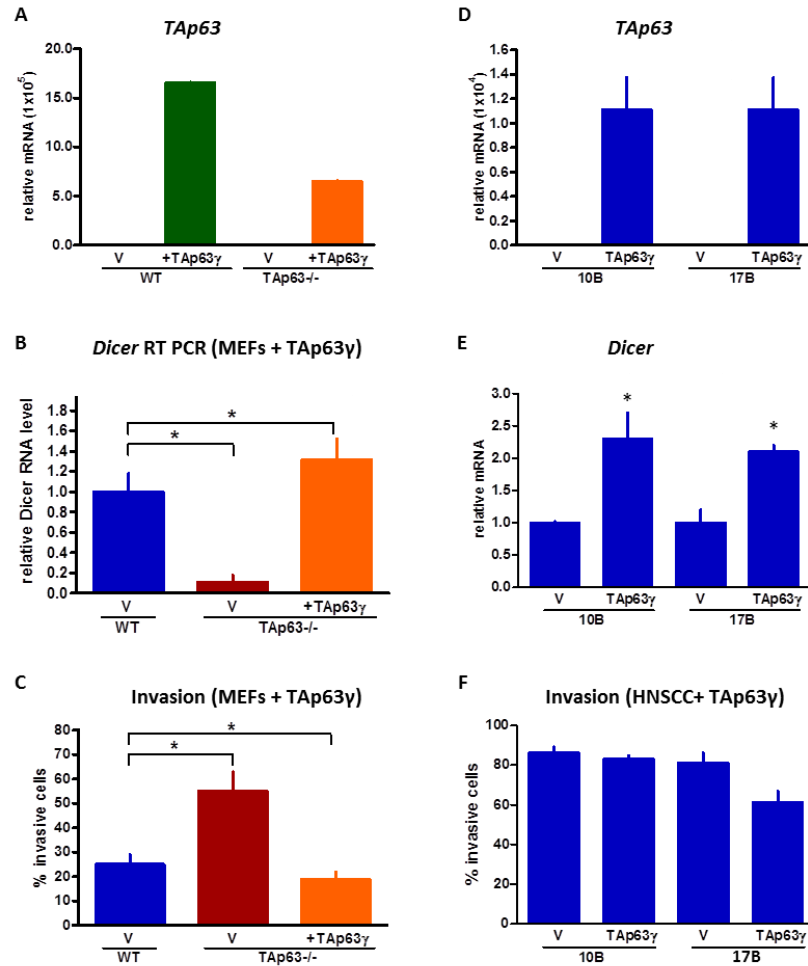 A
TAp63
relative mRNA (1x10⁵)
20.0
15.0
10.0
5.0
0.0
V +TAp63γ V +TAp63γ
WT TAp63-/-
B
Dicer RT PCR (MEFs + TAp63γ)
relative Dicer RNA level
1.8
1.6
1.4
1.2
1.0
0.8
0.6
0.4
0.2
0.0
* 
*
V V +TAp63γ
WT TAp63-/-
C
Invasion (MEFs + TAp63γ)
% invasive cells
80
70
60
50
40
30
20
10
0
*
*
V V +TAp63γ
WT TAp63-/-
D
TAp63
relative mRNA (1x10⁴)
1.6
1.4
1.2
1.0
0.8
0.6
0.4
0.2
0.0
V TAp63γ V TAp63γ
10B 17B
E
Dicer
relative mRNA
3.0
2.5
2.0
1.5
1.0
0.5
0.0
* *
V TAp63γ V TAp63γ
10B 17B
F
Invasion (HNSCC+ TAp63γ)
% invasive cells
100
80
60
40
20
0
V TAp63γ V TAp63γ
10B 17B